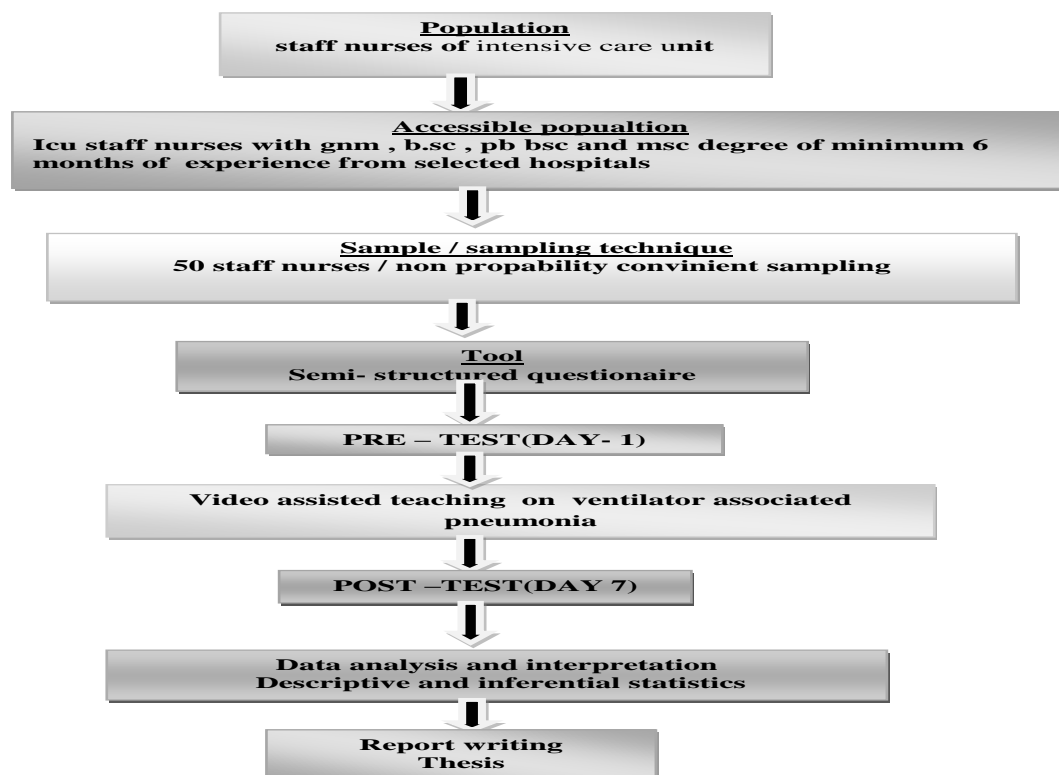 Population
staff nurses of intensive care unit
Accessible popualtion
Icu staff nurses with gnm , b.sc , pb bsc and msc degree of minimum 6
months of experience from selected hospitals
Sample / sampling technique
50 staff nurses / non propability convinient sampling
Tool
Semi- structured questionaire
PRE – TEST(DAY- 1)
Video assisted teaching on ventilator associated
pneumonia
POST –TEST(DAY 7)
Data analysis and interpretation
Descriptive and inferential statistics
Report writing
Thesis